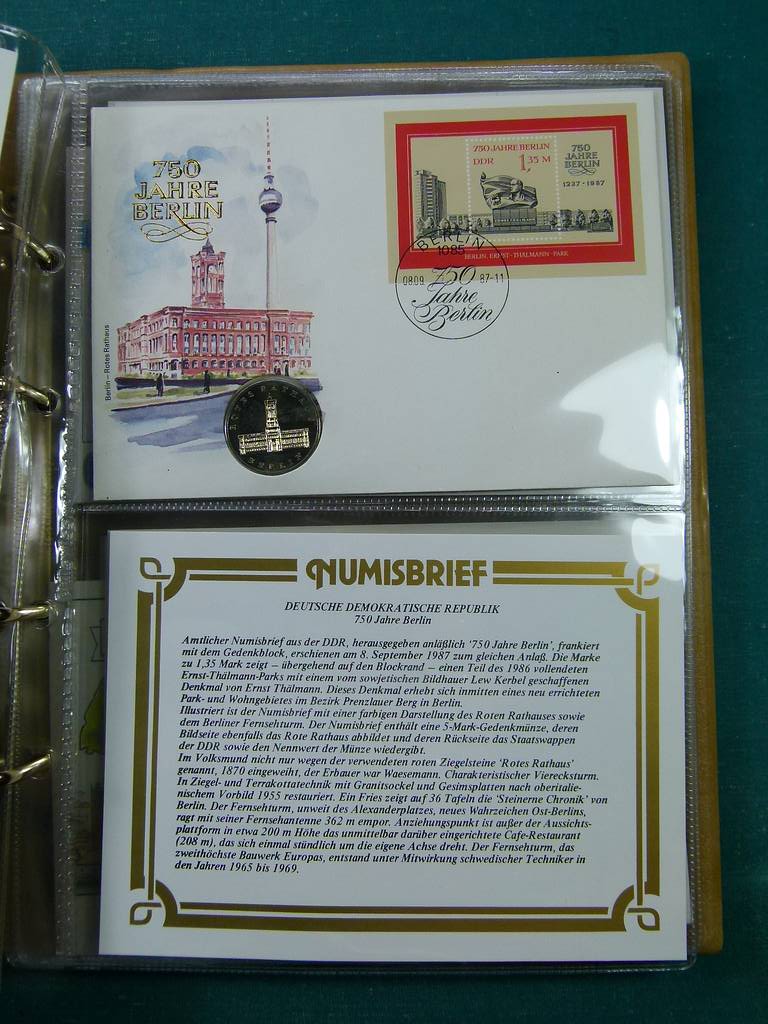 750
JAHRE
BERLIN
Berlin – Rotes Rathaus
750 JAHRE BERLIN
DDR
1,35 M
750
JAHRE
BERLIN
1237 · 1987
BERLIN, ERNST-THÄLMANN-PARK
BERLIN
1085
08.09. 87-11
750
Jahre
Berlin
ROTES RATHAUS
BERLIN
NUMISBRIEF
DEUTSCHE DEMOKRATISCHE REPUBLIK
750 Jahre Berlin
Amtlicher Numisbrief aus der DDR, herausgegeben anläßlich '750 Jahre Berlin', frankiert
mit dem Gedenkblock, erschienen am 8. September 1987 zum gleichen Anlaß. Die Marke
zu 1,35 Mark zeigt – übergehend auf den Blockrand – einen Teil des 1986 vollendeten
Ernst-Thälmann-Parks mit einem vom sowjetischen Bildhauer Lew Kerbel geschaffenen
Denkmal von Ernst Thälmann. Dieses Denkmal erhebt sich inmitten eines neu errichteten
Park- und Wohngebietes im Bezirk Prenzlauer Berg in Berlin.
Illustriert ist der Numisbrief mit einer farbigen Darstellung des Roten Rathauses sowie
dem Berliner Fernsehturm. Der Numisbrief enthält eine 5-Mark-Gedenkmünze, deren
Bildseite ebenfalls das Rote Rathaus abbildet und deren Rückseite das Staatswappen
der DDR sowie den Nennwert der Münze wiedergibt.
Im Volksmund nicht nur wegen der verwendeten roten Ziegelsteine 'Rotes Rathaus'
genannt, 1870 eingeweiht, der Erbauer war Waesemann. Charakteristischer Vierecksturm.
In Ziegel- und Terrakottatechnik mit Granitsockel und Gesimsplatten nach oberitalie-
nischem Vorbild 1955 restauriert. Ein Fries zeigt auf 36 Tafeln die 'Steinerne Chronik' von
Berlin. Der Fernsehturm, unweit des Alexanderplatzes, neues Wahrzeichen Ost-Berlins,
ragt mit seiner Fernsehantenne 362 m empor. Anziehungspunkt ist außer der Aussichts-
plattform in etwa 200 m Höhe das unmittelbar darüber eingerichtete Cafe-Restaurant
(208 m), das sich einmal stündlich um die eigene Achse dreht. Der Fernsehturm, das
zweithöchste Bauwerk Europas, entstand unter Mitwirkung schwedischer Techniker in
den Jahren 1965 bis 1969.